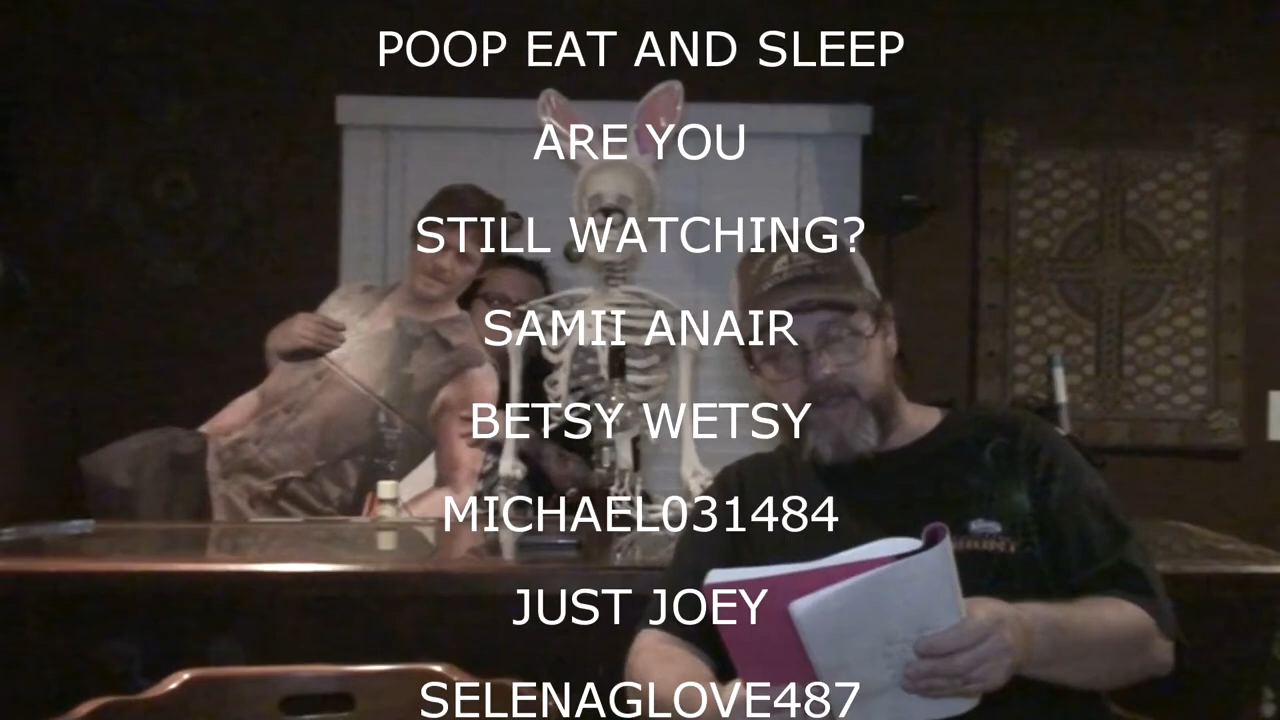 POOP EAT AND SLEEP
ARE YOU
STILL WATCHING?
SAMII ANAIR
BETSY WETSY
MICHAEL031484
JUST JOEY
SELENAGLOVE487